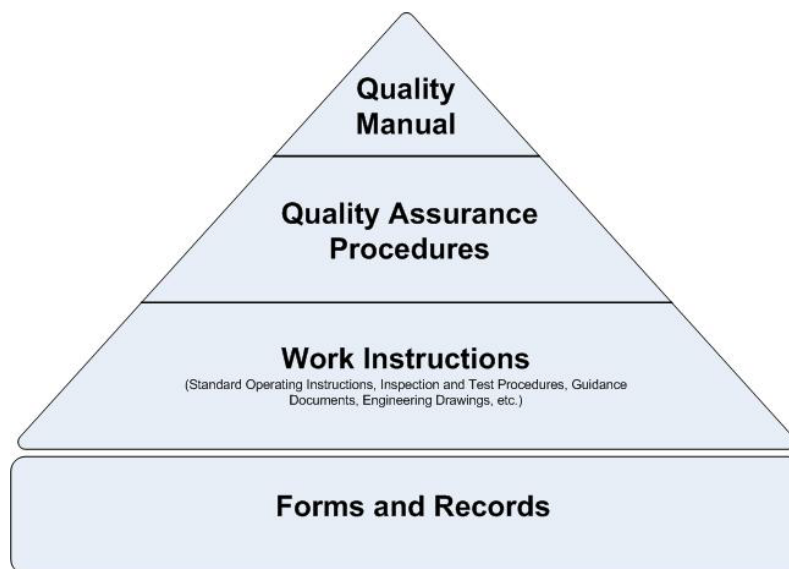 Quality
Manual
Quality Assurance
Procedures
Work Instructions
(Standard Operating Instructions, Inspection and Test Procedures, Guidance
Documents, Engineering Drawings, etc.)
Forms and Records